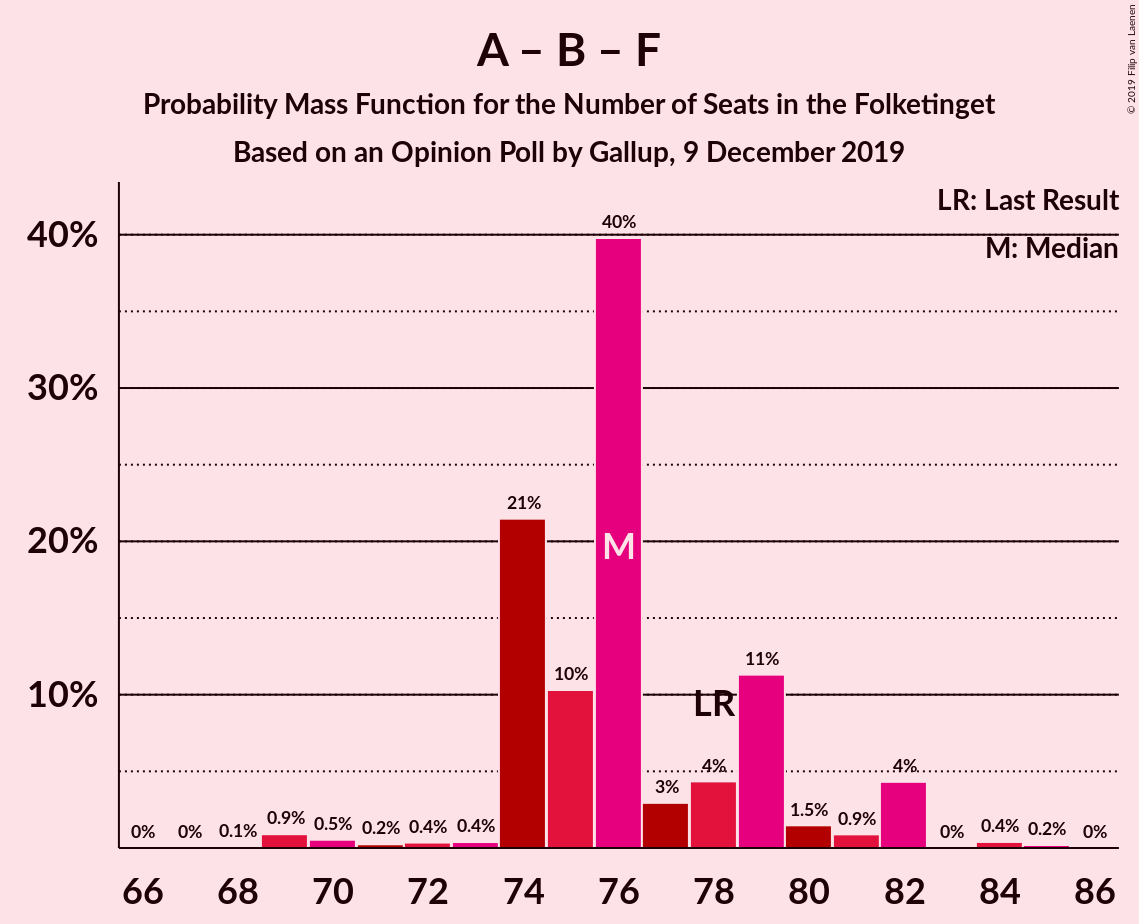 A – B – F
Probability Mass Function for the Number of Seats in the Folketinget
Based on an Opinion Poll by Gallup, 9 December 2019
© 2019 Filip van Laenen
LR: Last Result
M: Median
40%
30%
20%
10%
0%
0%
0.1%
0.9%
0.5%
0.2%
0.4%
0.4%
21%
10%
40%
M
3%
LR
4%
11%
1.5%
0.9%
4%
0%
0.4%
0.2%
0%
66 68 70 72 74 76 78 80 82 84 86